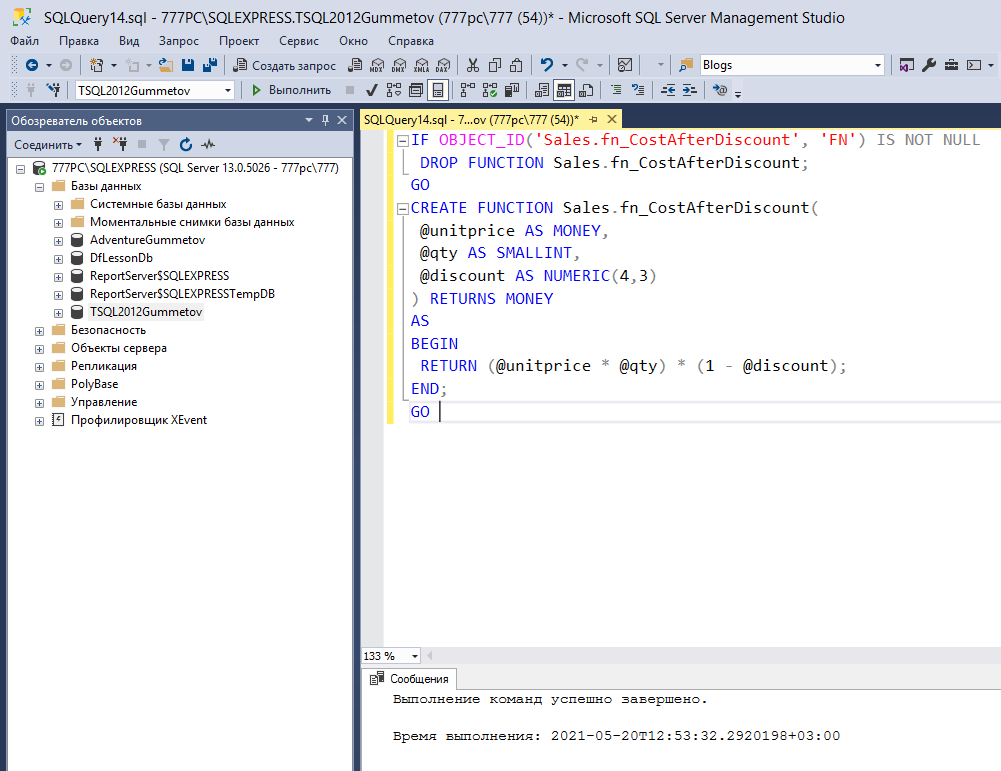 SQLQuery14.sql - 777PC\SQLEXPRESS.TSQL2012Gummetov (777pc\777 (54))* - Microsoft SQL Server Management Studio
Файл Правка Вид Запрос Проект Сервис Окно Справка
Создать запрос MDX DMX XMLA DAX Blogs
TSQL2012Gummetov Выполнить
Обозреватель объектов
SQLQuery14.sql - 7...ov (777pc\777 (54))*
Соединить
777PC\SQLEXPRESS (SQL Server 13.0.5026 - 777pc\777)
Базы данных
Системные базы данных
Моментальные снимки базы данных
AdventureGummetov
DfLessonDb
ReportServer$SQLEXPRESS
ReportServer$SQLEXPRESSTempDB
TSQL2012Gummetov
Безопасность
Объекты сервера
Репликация
PolyBase
Управление
Профилировщик XEvent
IF OBJECT_ID('Sales.fn_CostAfterDiscount', 'FN') IS NOT NULL
DROP FUNCTION Sales.fn_CostAfterDiscount;
GO
CREATE FUNCTION Sales.fn_CostAfterDiscount(
@unitprice AS MONEY,
@qty AS SMALLINT,
@discount AS NUMERIC(4,3)
) RETURNS MONEY
AS
BEGIN
RETURN (@unitprice * @qty) * (1 - @discount);
END;
GO
133 %
Сообщения
Выполнение команд успешно завершено.
Время выполнения: 2021-05-20T12:53:32.2920198+03:00